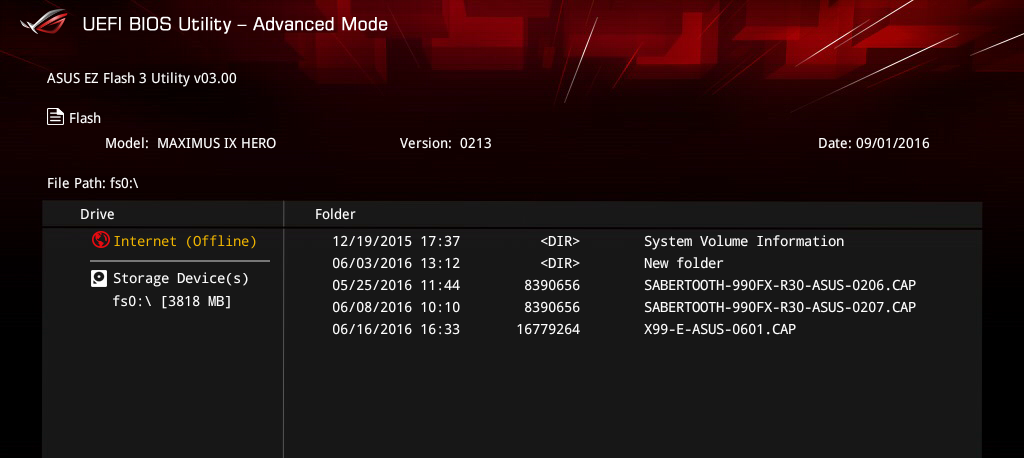 UEFI BIOS Utility – Advanced Mode
ASUS EZ Flash 3 Utility v03.00
Flash
Model: MAXIMUS IX HERO Version: 0213 Date: 09/01/2016
File Path: fs0:\
Drive Folder
Internet (Offline) 12/19/2015 17:37 <DIR> System Volume Information
06/03/2016 13:12 <DIR> New folder
Storage Device(s) 05/25/2016 11:44 8390656 SABERTOOTH-990FX-R30-ASUS-0206.CAP
fs0:\ [3818 MB] 06/08/2016 10:10 8390656 SABERTOOTH-990FX-R30-ASUS-0207.CAP
06/16/2016 16:33 16779264 X99-E-ASUS-0601.CAP